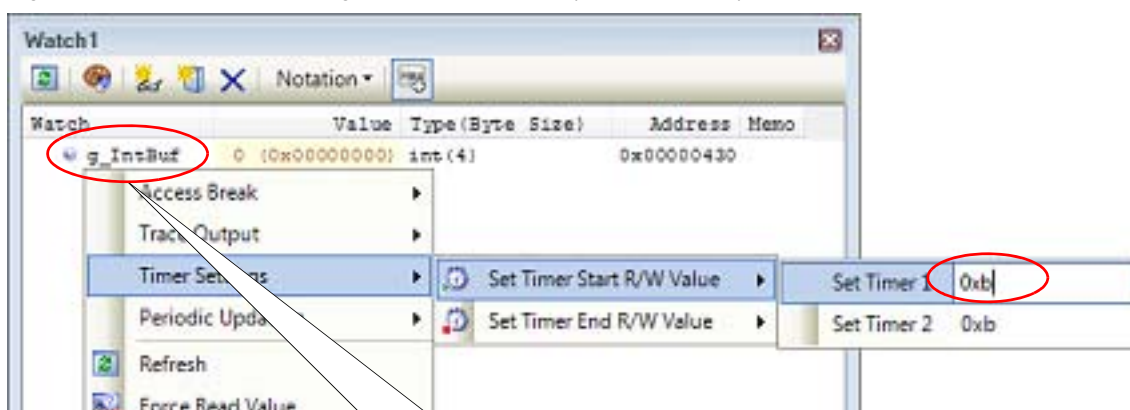 Watch1
Notation
Watch Value Type(Byte Size) Address Memo
g_IntBuf 0 (0x00000000) int(4) 0x00000430
Access Break
Trace Output
Timer Settings Set Timer Start R/W Value Set Timer 1 0xb
Periodic Set Timer End R/W Value Set Timer 2 0xb
Refresh
Force Read Value